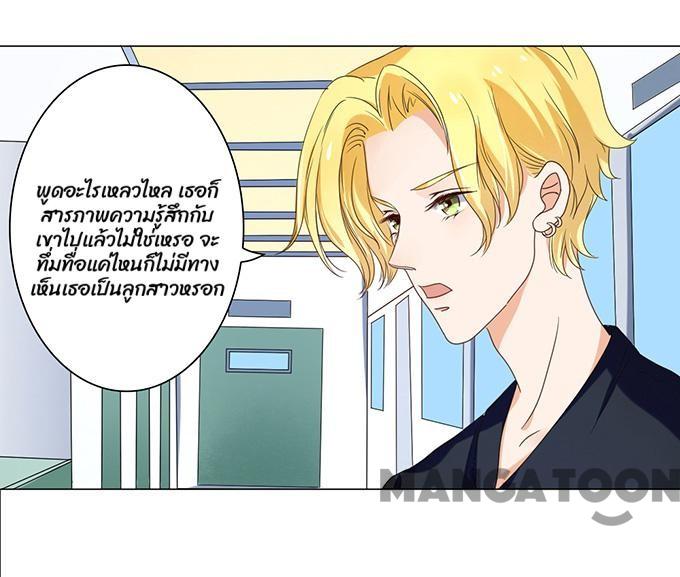 พูดอะไรเหลวไหล เธอก็
สารภาพความรู้สึกกับ
เขาไปแล้วไม่ใช่เหรอ จะ
ทึ่มทื่อแค่ไหนก็ไม่มีทาง
เห็นเธอเป็นลูกสาวหรอก
MANGATOON